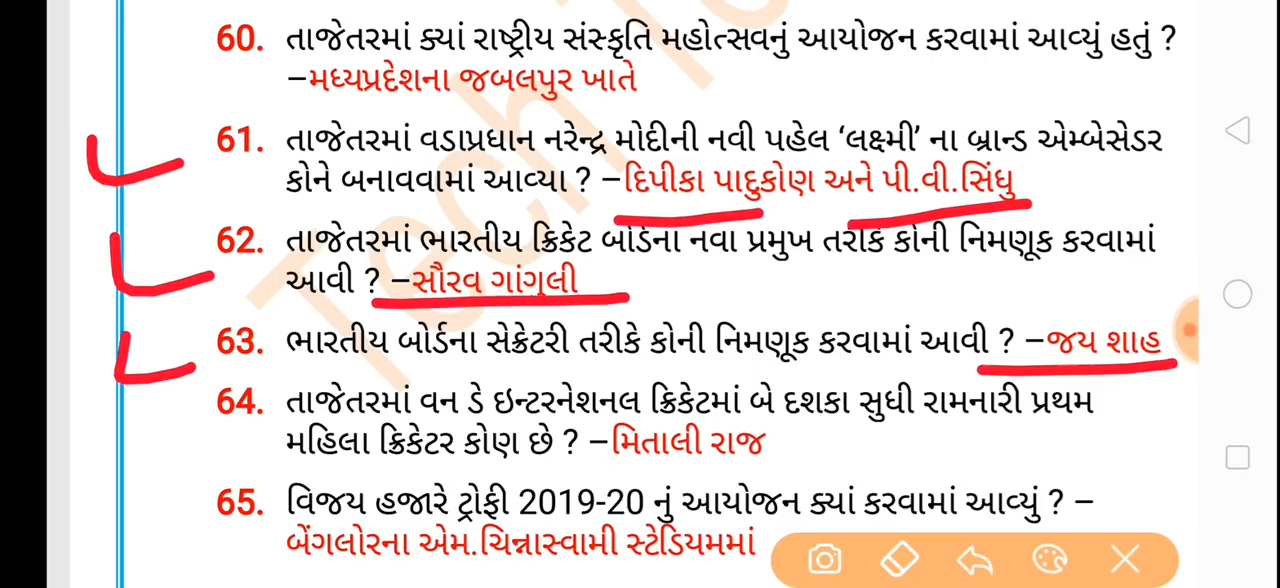 60. તાજેતરમાં ક્યાં રાષ્ટ્રીય સંસ્કૃતિ મહોત્સવનું આયોજન કરવામાં આવ્યું હતું ?
–મધ્યપ્રદેશના જબલપુર ખાતે
61. તાજેતરમાં વડાપ્રધાન નરેન્દ્ર મોદીની નવી પહેલ ‘લક્ષ્મી’ ના બ્રાન્ડ એમ્બેસેડર
કોને બનાવવામાં આવ્યા ? –દિપીકા પાદુકોણ અને પી.વી.સિંધુ
62. તાજેતરમાં ભારતીય ક્રિકેટ બોર્ડના નવા પ્રમુખ તરીકે કોની નિમણૂક કરવામાં
આવી ? –સૌરવ ગાંગુલી
63. ભારતીય બોર્ડના સેક્રેટરી તરીકે કોની નિમણૂક કરવામાં આવી ? –જય શાહ
64. તાજેતરમાં વન ડે ઇન્ટરનેશનલ ક્રિકેટમાં બે દશકા સુધી રામનારી પ્રથમ
મહિલા ક્રિકેટર કોણ છે ? –મિતાલી રાજ
65. વિજય હજારે ટ્રોફી 2019-20 નું આયોજન ક્યાં કરવામાં આવ્યું ? –
બેંગલોરના એમ.ચિન્નાસ્વામી સ્ટેડિયમમાં